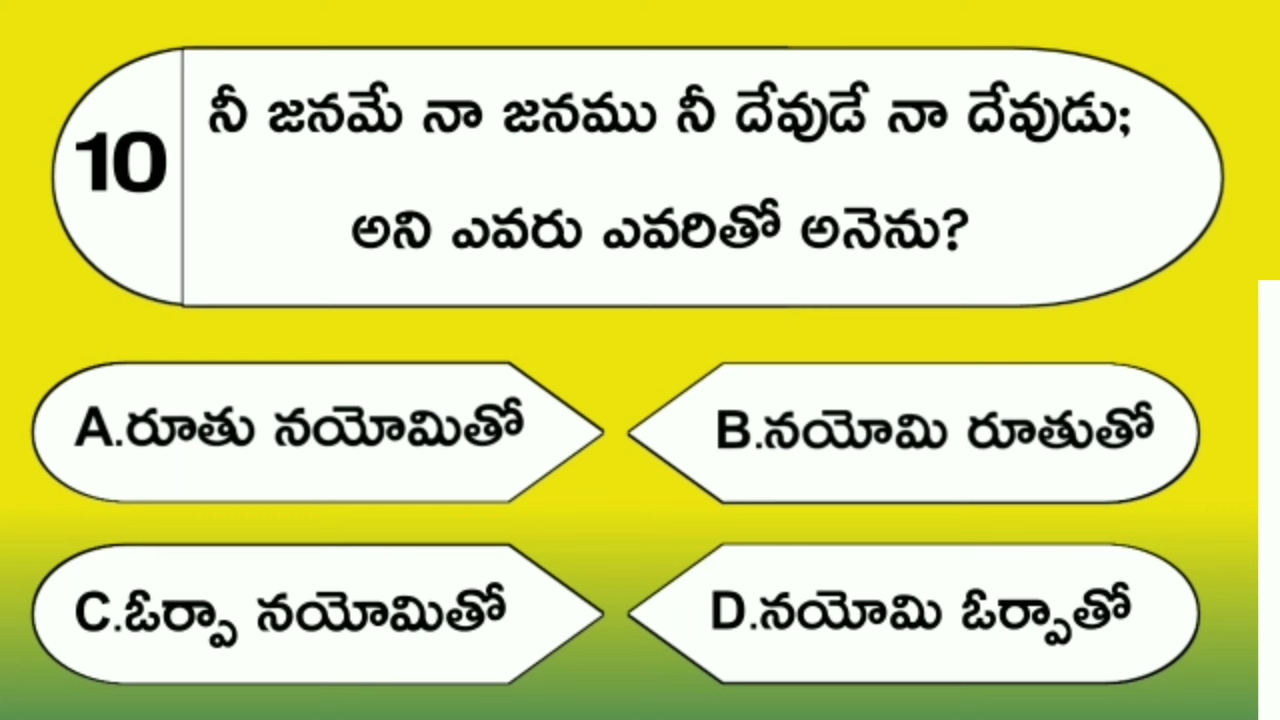 10
నీ జనమే నా జనము నీ దేవుడే నా దేవుడు;
అని ఎవరు ఎవరితో అనెను?
A.రూతు నయోమితో
B.నయోమి రూతుతో
C.ఓర్పా నయోమితో
D.నయోమి ఓర్పాతో